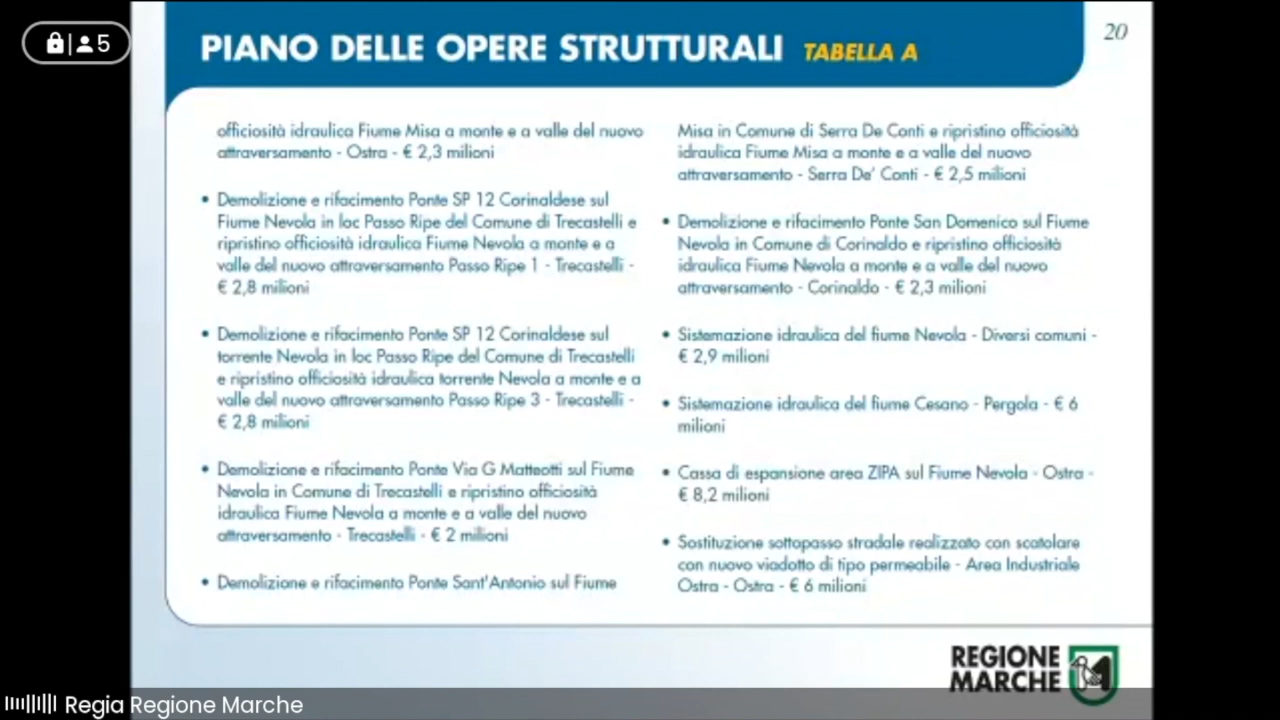 5
PIANO DELLE OPERE STRUTTURALI TABELLA A
20
officiosità idraulica Fiume Misa a monte e a valle del nuovo
attraversamento - Ostra - € 2,3 milioni
• Demolizione e rifacimento Ponte SP 12 Corinaldese sul
Fiume Nevola in loc Passo Ripe del Comune di Trecastelli e
ripristino officiosità idraulica Fiume Nevola a monte e a
valle del nuovo attraversamento Passo Ripe 1 - Trecastelli -
€ 2,8 milioni
• Demolizione e rifacimento Ponte SP 12 Corinaldese sul
torrente Nevola in loc Passo Ripe del Comune di Trecastelli
e ripristino officiosità idraulica torrente Nevola a monte e a
valle del nuovo attraversamento Passo Ripe 3 - Trecastelli -
€ 2,8 milioni
• Demolizione e rifacimento Ponte Via G Matteotti sul Fiume
Nevola in Comune di Trecastelli e ripristino officiosità
idraulica Fiume Nevola a monte e a valle del nuovo
attraversamento - Trecastelli - € 2 milioni
• Demolizione e rifacimento Ponte Sant'Antonio sul Fiume
Misa in Comune di Serra De Conti e ripristino officiosità
idraulica Fiume Misa a monte e a valle del nuovo
attraversamento - Serra De' Conti - € 2,5 milioni
• Demolizione e rifacimento Ponte San Domenico sul Fiume
Nevola in Comune di Corinaldo e ripristino officiosità
idraulica Fiume Nevola a monte e a valle del nuovo
attraversamento - Corinaldo - € 2,3 milioni
• Sistemazione idraulica del fiume Nevola - Diversi comuni -
€ 2,9 milioni
• Sistemazione idraulica del fiume Cesano - Pergola - € 6
milioni
• Cassa di espansione area ZIPA sul Fiume Nevola - Ostra -
€ 8,2 milioni
• Sostituzione sottopasso stradale realizzato con scatolare
con nuovo viadotto di tipo permeabile - Area Industriale
Ostra - Ostra - € 6 milioni
REGIONE
MARCHE
Regia Regione Marche